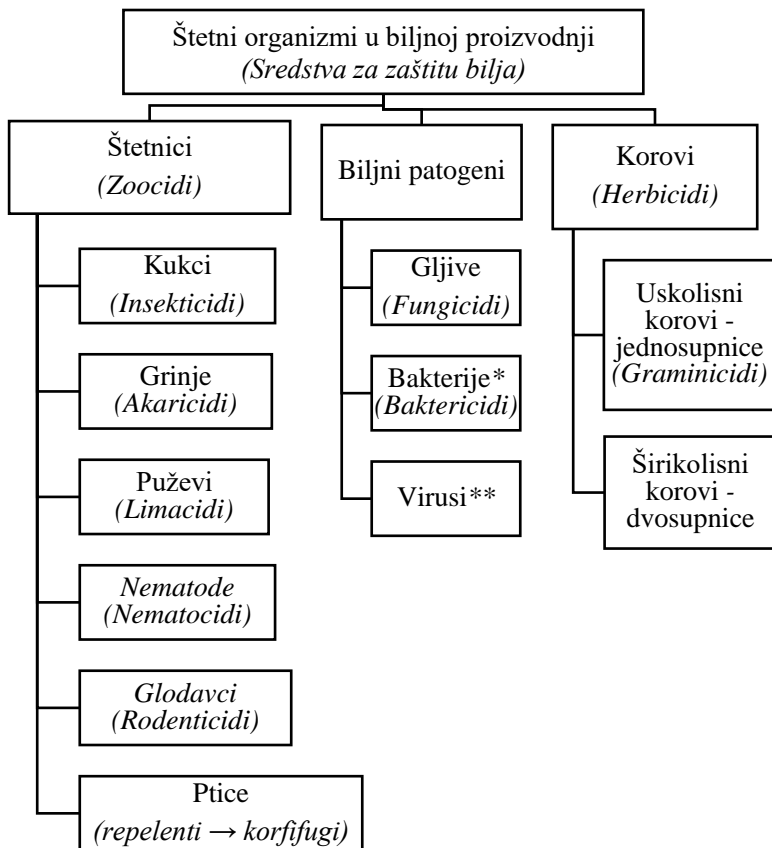 Štetni organizmi u biljnoj proizvodnji
(Sredstva za zaštitu bilja)
Štetnici
(Zoocidi)
Kukci
(Insekticidi)
Grinje
(Akaricidi)
Puževi
(Limacidi)
Nematode
(Nematocidi)
Glodavci
(Rodenticidi)
Ptice
(repelenti → korfifugi)
Biljni patogeni
Gljive
(Fungicidi)
Bakterije*
(Baktericidi)
Virusi**
Korovi
(Herbicidi)
Uskolisni
korovi -
jednosupnice
(Graminicidi)
Širikolisni
korovi -
dvosupnice